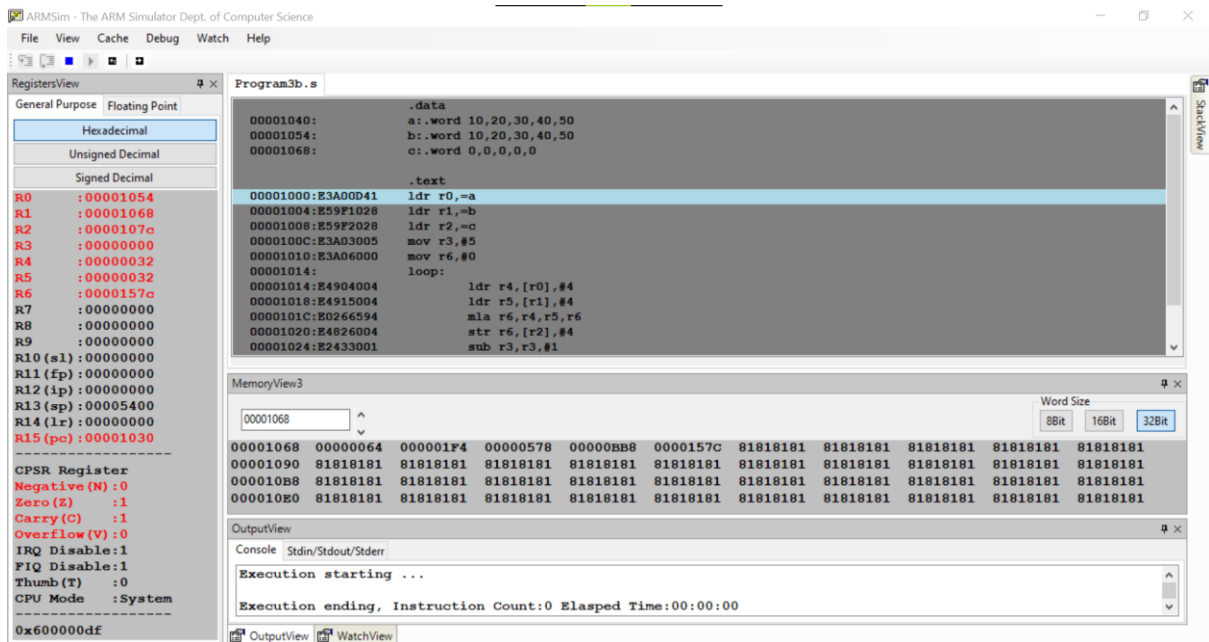 ARMSim - The ARM Simulator Dept. of Computer Science
File View Cache Debug Watch Help
RegistersView
General Purpose Floating Point
Hexadecimal
Unsigned Decimal
Signed Decimal
R0 :00001054
R1 :00001068
R2 :0000107c
R3 :00000000
R4 :00000032
R5 :00000032
R6 :0000157c
R7 :00000000
R8 :00000000
R9 :00000000
R10(sl):00000000
R11(fp):00000000
R12(ip):00000000
R13(sp):00005400
R14(lr):00000000
R15(pc):00001030
-------------------
CPSR Register
Negative(N):0
Zero(Z) :1
Carry(C) :1
Overflow(V):0
IRQ Disable:1
FIQ Disable:1
Thumb(T) :0
CPU Mode :System
-------------------
0x600000df
Program3b.s
.data
00001040: a:.word 10,20,30,40,50
00001054: b:.word 10,20,30,40,50
00001068: c:.word 0,0,0,0,0
.text
00001000:E3A00D41 ldr r0,=a
00001004:E59F1028 ldr r1,=b
00001008:E59F2028 ldr r2,=c
0000100C:E3A03005 mov r3,#5
00001010:E3A06000 mov r6,#0
00001014: loop:
00001014:E4904004 ldr r4,[r0],#4
00001018:E4915004 ldr r5,[r1],#4
0000101C:E0266594 mla r6,r4,r5,r6
00001020:E4826004 str r6,[r2],#4
00001024:E2433001 sub r3,r3,#1
StackView
MemoryView3
00001068
Word Size
8Bit 16Bit 32Bit
00001068 00000064 000001F4 00000578 00000BB8 0000157C 81818181 81818181 81818181 81818181 81818181
00001090 81818181 81818181 81818181 81818181 81818181 81818181 81818181 81818181 81818181 81818181
000010B8 81818181 81818181 81818181 81818181 81818181 81818181 81818181 81818181 81818181 81818181
000010E0 81818181 81818181 81818181 81818181 81818181 81818181 81818181 81818181 81818181 81818181
OutputView
Console Stdin/Stdout/Stderr
Execution starting ...
Execution ending, Instruction Count:0 Elasped Time:00:00:00
OutputView WatchView